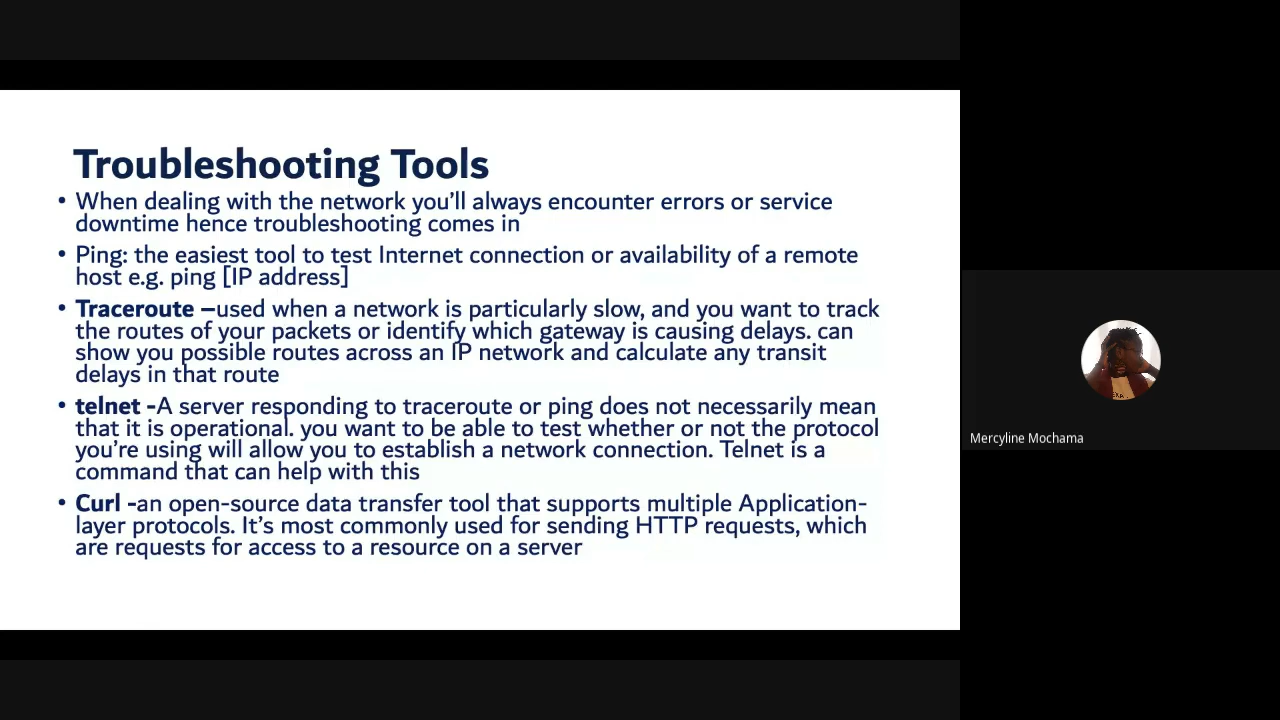 Troubleshooting Tools
• When dealing with the network you’ll always encounter errors or service
downtime hence troubleshooting comes in
• Ping: the easiest tool to test Internet connection or availability of a remote
host e.g. ping [IP address]
• Traceroute –used when a network is particularly slow, and you want to track
the routes of your packets or identify which gateway is causing delays. can
show you possible routes across an IP network and calculate any transit
delays in that route
• telnet -A server responding to traceroute or ping does not necessarily mean
that it is operational. you want to be able to test whether or not the protocol
you’re using will allow you to establish a network connection. Telnet is a
command that can help with this
• Curl -an open-source data transfer tool that supports multiple Application-
layer protocols. It’s most commonly used for sending HTTP requests, which
are requests for access to a resource on a server
Mercyline Mochama